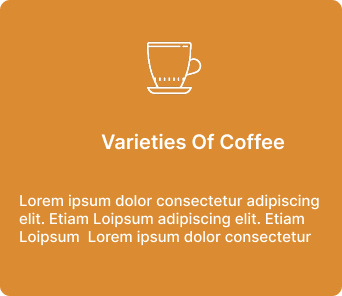 Varieties Of Coffee
Lorem ipsum dolor consectetur adipiscing
elit. Etiam Loipsum adipiscing elit. Etiam
Loipsum  Lorem ipsum dolor consectetur